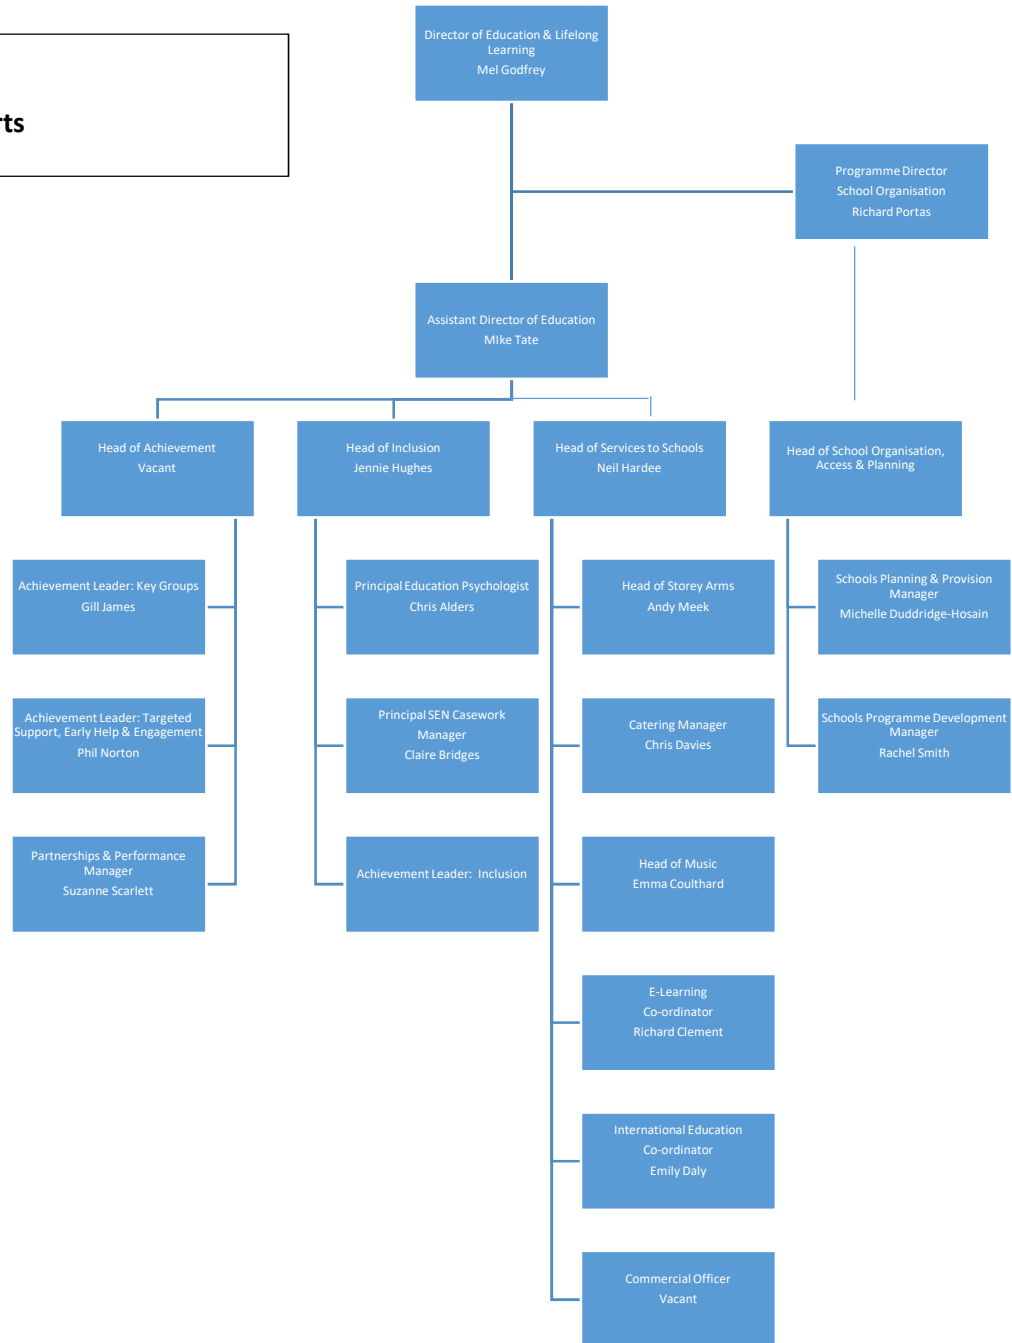 Director of Education & Lifelong
Learning
Mel Godfrey
rts
Programme Director
School Organisation
Richard Portas
Assistant Director of Education
MIke Tate
Head of Achievement
Vacant
Head of Inclusion
Jennie Hughes
Head of Services to Schools
Neil Hardee
Head of School Organisation,
Access & Planning
Achievement Leader: Key Groups
Gill James
Principal Education Psychologist
Chris Alders
Head of Storey Arms
Andy Meek
Schools Planning & Provision
Manager
Michelle Duddridge-Hosain
Achievement Leader: Targeted
Support, Early Help & Engagement
Phil Norton
Principal SEN Casework
Manager
Claire Bridges
Catering Manager
Chris Davies
Schools Programme Development
Manager
Rachel Smith
Partnerships & Performance
Manager
Suzanne Scarlett
Achievement Leader: Inclusion
Head of Music
Emma Coulthard
E-Learning
Co-ordinator
Richard Clement
International Education
Co-ordinator
Emily Daly
Commercial Officer
Vacant